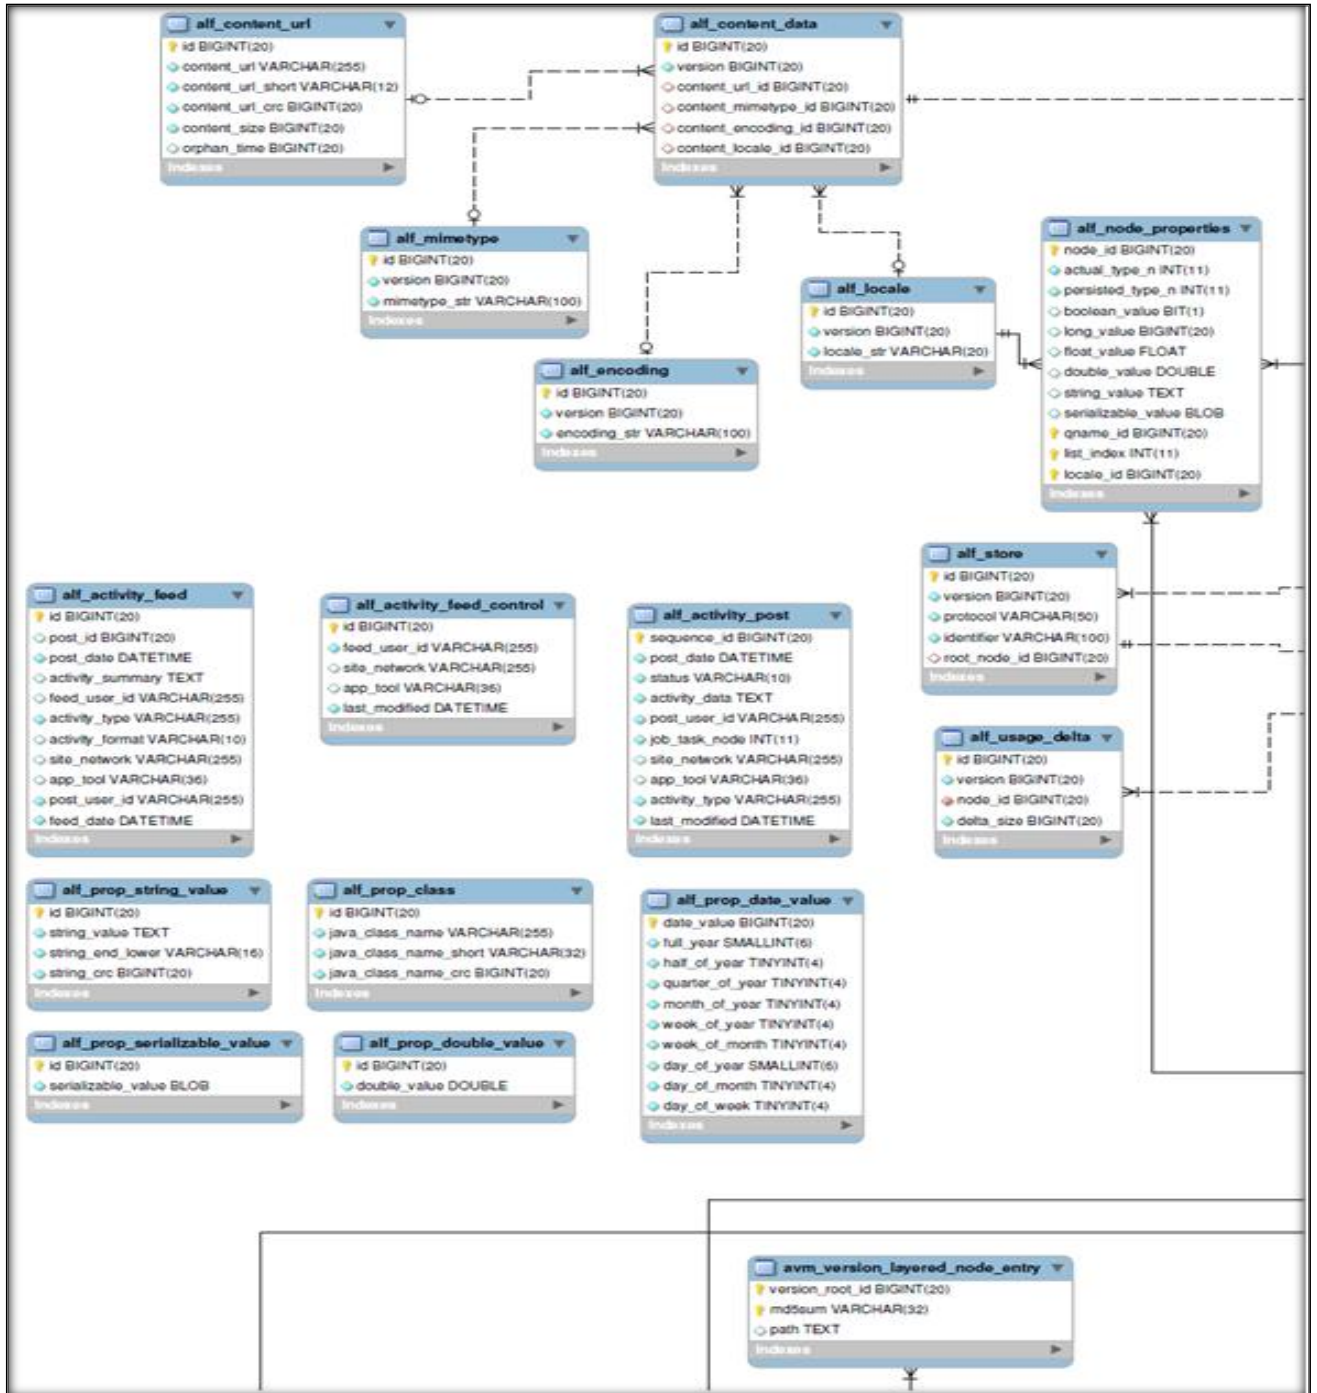 alf_content_url
id BIGINT(20)
content_url VARCHAR(255)
content_url_short VARCHAR(12)
content_url_crc BIGINT(20)
content_size BIGINT(20)
orphan_time BIGINT(20)
Indexes
alf_content_data
id BIGINT(20)
version BIGINT(20)
content_url_id BIGINT(20)
content_mimetype_id BIGINT(20)
content_encoding_id BIGINT(20)
content_locale_id BIGINT(20)
Indexes
alf_mimetype
id BIGINT(20)
version BIGINT(20)
mimetype_str VARCHAR(100)
Indexes
alf_node_properties
node_id BIGINT(20)
actual_type_n INT(11)
persisted_type_n INT(11)
boolean_value BIT(1)
long_value BIGINT(20)
float_value FLOAT
double_value DOUBLE
string_value TEXT
serializable_value BLOB
qname_id BIGINT(20)
list_index INT(11)
locale_id BIGINT(20)
Indexes
alf_locale
id BIGINT(20)
version BIGINT(20)
locale_str VARCHAR(20)
Indexes
alf_encoding
id BIGINT(20)
version BIGINT(20)
encoding_str VARCHAR(100)
Indexes
alf_store
id BIGINT(20)
version BIGINT(20)
protocol VARCHAR(50)
identifier VARCHAR(100)
root_node_id BIGINT(20)
Indexes
alf_activity_feed
id BIGINT(20)
post_id BIGINT(20)
post_date DATETIME
activity_summary TEXT
feed_user_id VARCHAR(255)
activity_type VARCHAR(255)
activity_format VARCHAR(10)
site_network VARCHAR(255)
app_tool VARCHAR(36)
post_user_id VARCHAR(255)
feed_date DATETIME
Indexes
alf_activity_feed_control
id BIGINT(20)
feed_user_id VARCHAR(255)
site_network VARCHAR(255)
app_tool VARCHAR(36)
last_modified DATETIME
Indexes
alf_activity_post
sequence_id BIGINT(20)
post_date DATETIME
status VARCHAR(10)
activity_data TEXT
post_user_id VARCHAR(255)
job_task_node INT(11)
site_network VARCHAR(255)
app_tool VARCHAR(36)
activity_type VARCHAR(255)
last_modified DATETIME
Indexes
alf_usage_delta
id BIGINT(20)
version BIGINT(20)
node_id BIGINT(20)
delta_size BIGINT(20)
Indexes
alf_prop_string_value
id BIGINT(20)
string_value TEXT
string_end_lower VARCHAR(16)
string_crc BIGINT(20)
Indexes
alf_prop_class
id BIGINT(20)
java_class_name VARCHAR(255)
java_class_name_short VARCHAR(32)
java_class_name_crc BIGINT(20)
Indexes
alf_prop_date_value
date_value BIGINT(20)
full_year SMALLINT(6)
half_of_year TINYINT(4)
quarter_of_year TINYINT(4)
month_of_year TINYINT(4)
week_of_year TINYINT(4)
week_of_month TINYINT(4)
day_of_year SMALLINT(6)
day_of_month TINYINT(4)
day_of_week TINYINT(4)
Indexes
alf_prop_serializable_value
id BIGINT(20)
serializable_value BLOB
Indexes
alf_prop_double_value
id BIGINT(20)
double_value DOUBLE
Indexes
avm_version_layered_node_entry
version_root_id BIGINT(20)
md5sum VARCHAR(32)
path TEXT
Indexes